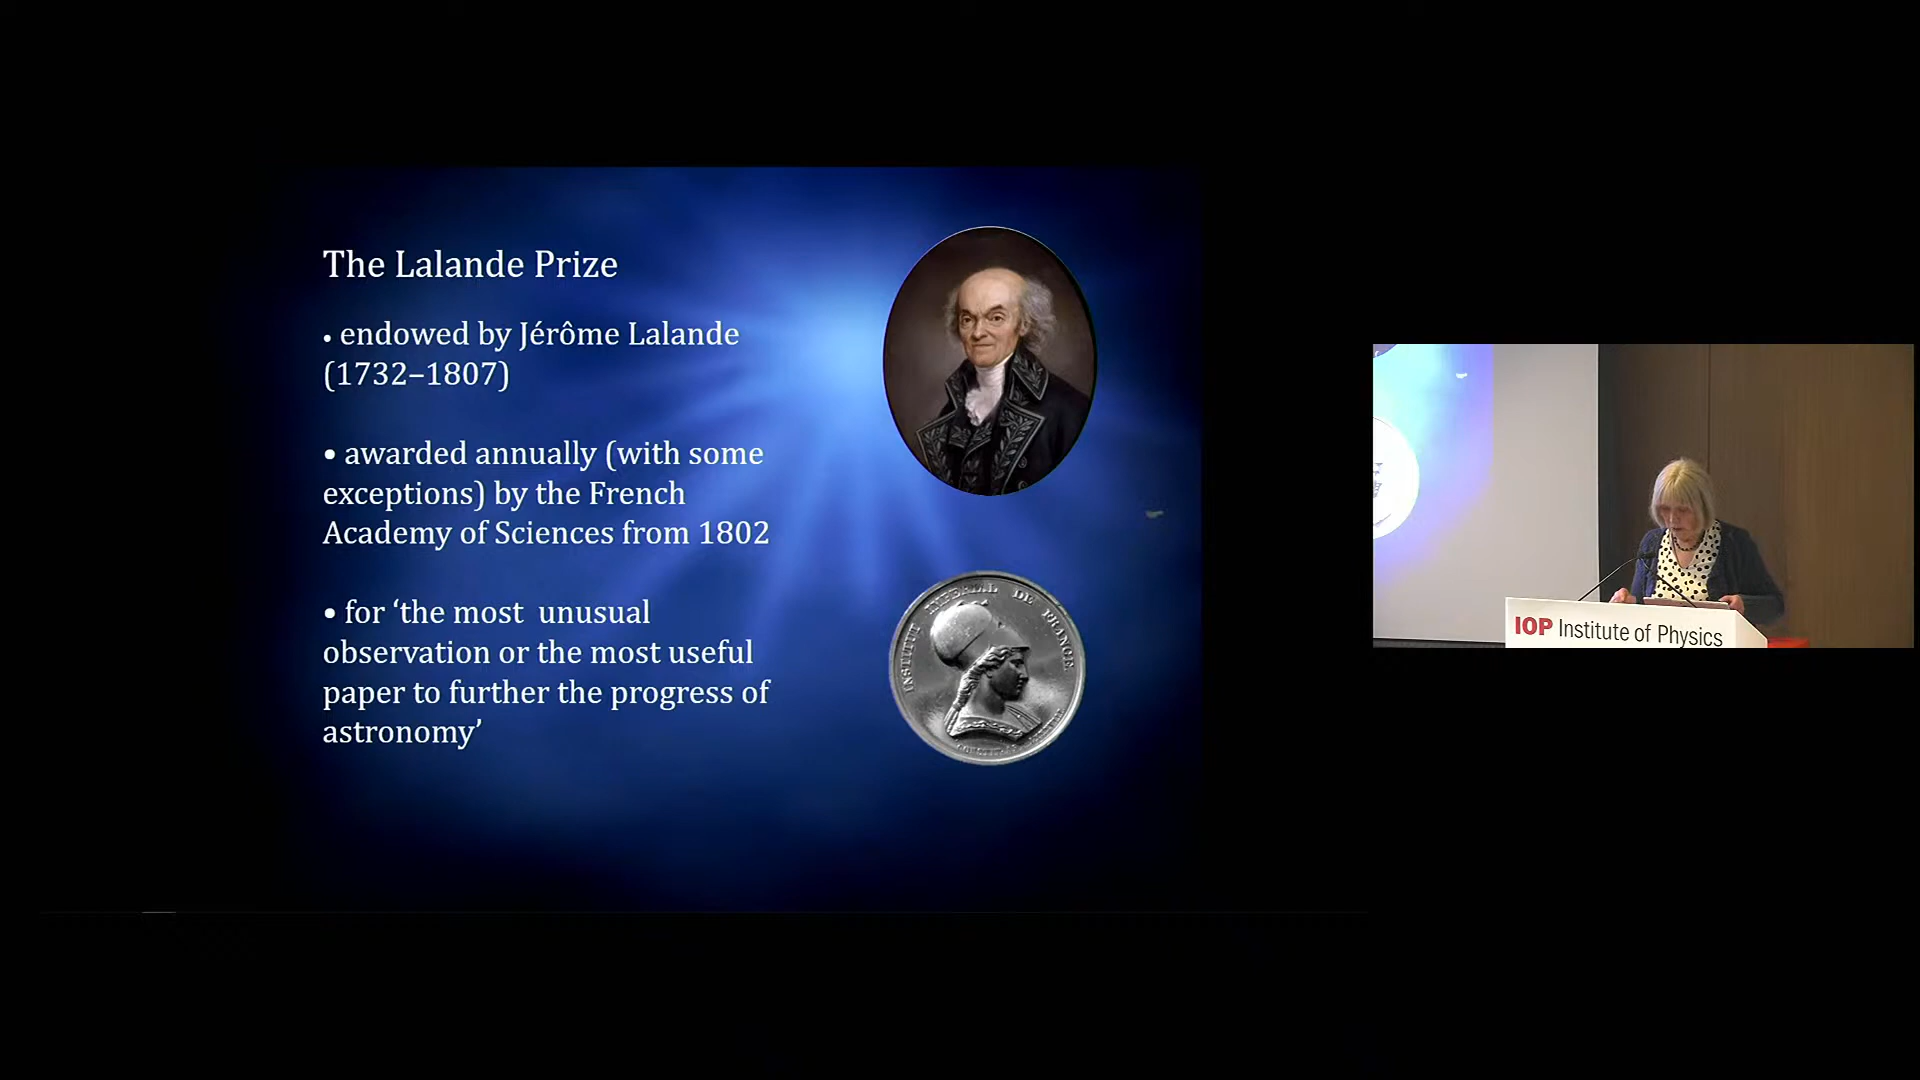 The Lalande Prize
• endowed by Jérôme Lalande
(1732–1807)
• awarded annually (with some
exceptions) by the French
Academy of Sciences from 1802
• for ‘the most unusual
observation or the most useful
paper to further the progress of
astronomy’
INSTITUT IMPERIAL DE FRANCE
IOP Institute of Physics